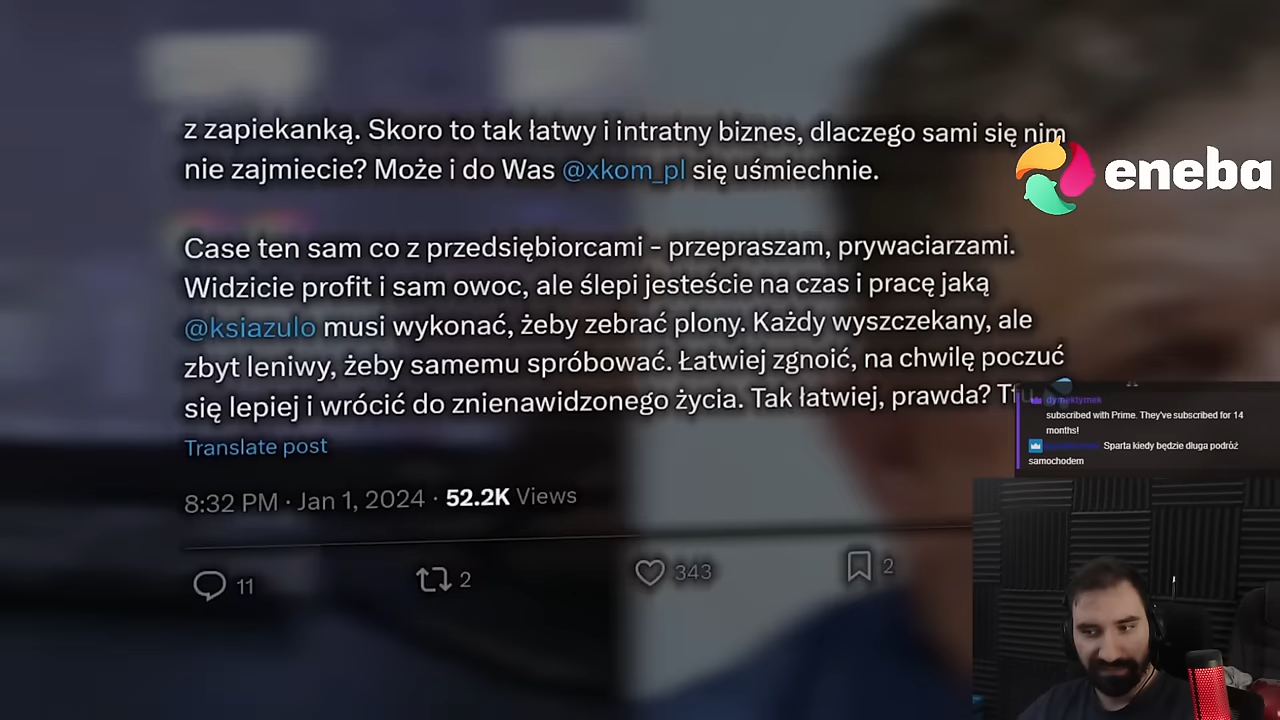 z zapiekanką. Skoro to tak łatwy i intratny biznes, dlaczego sami się nim
nie zajmiecie? Może i do Was @xkom_pl się uśmiechnie.
eneba
Case ten sam co z przedsiębiorcami - przepraszam, prywaciarzami.
Widzicie profit i sam owoc, ale ślepi jesteście na czas i pracę jaką
@ksiazulo musi wykonać, żeby zebrać plony. Każdy wyszczekany, ale
zbyt leniwy, żeby samemu spróbować. Łatwiej zgnoić, na chwilę poczuć
się lepiej i wrócić do znienawidzonego życia. Tak łatwiej, prawda? Tfu
Translate post
8:32 PM · Jan 1, 2024 · 52.2K Views
11 2 343 2
dymektymek
subscribed with Prime. They've subscribed for 14
months!
Sparta kiedy będzie dluga podróż
samochodem